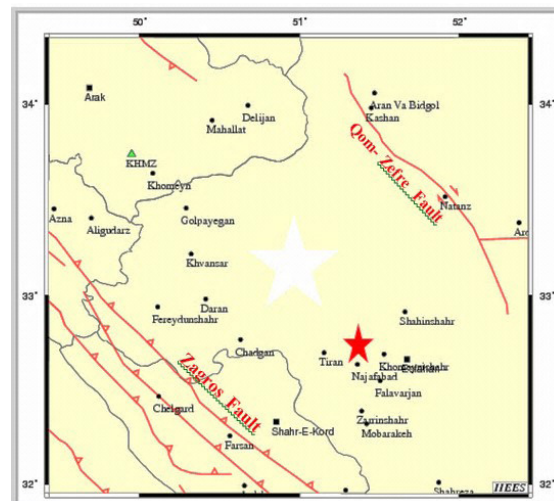 50° 51° 52°
34° 34°
Arak
Aran Va Bidgol
Kashan
Delijan
Mahallat
Qom- Zefre Fault
KHMZ
Khomeyn
Natanz
Azna
Golpayegan
Aligudarz
Khvansar
33° 33°
Daran
Fereydunshahr
Shahinshahr
Chadgan
Tiran
Najafabad
Falavarjan
Zagros Fault
Chelgard
Zarrinshahr
Shahr-E-Kord
Mobarakeh
Farsan
32° 32°
Shahreza
IIEES